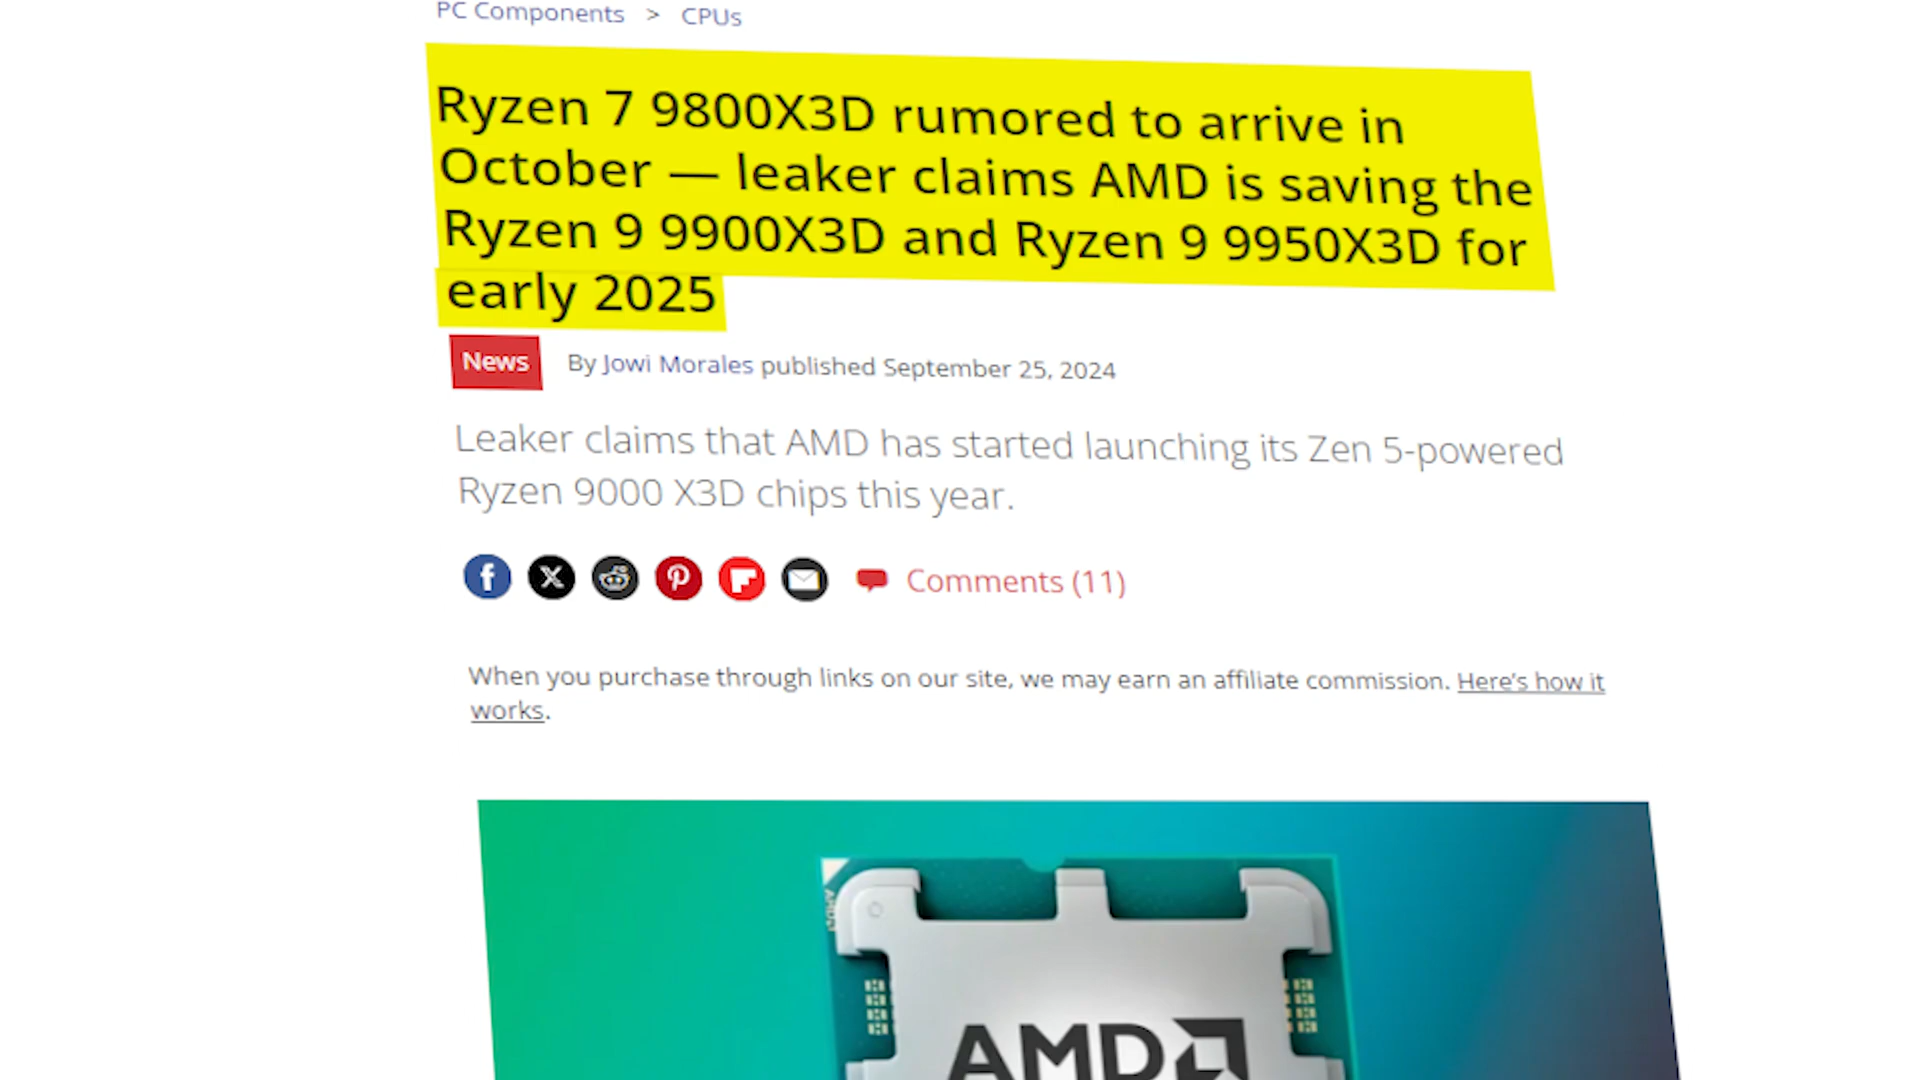 PC Components > CPUs
Ryzen 7 9800X3D rumored to arrive in
October — leaker claims AMD is saving the
Ryzen 9 9900X3D and Ryzen 9 9950X3D for
early 2025
News By Jowi Morales published September 25, 2024
Leaker claims that AMD has started launching its Zen 5-powered
Ryzen 9000 X3D chips this year.
Comments (11)
When you purchase through links on our site, we may earn an affiliate commission. Here's how it
works.
AMD